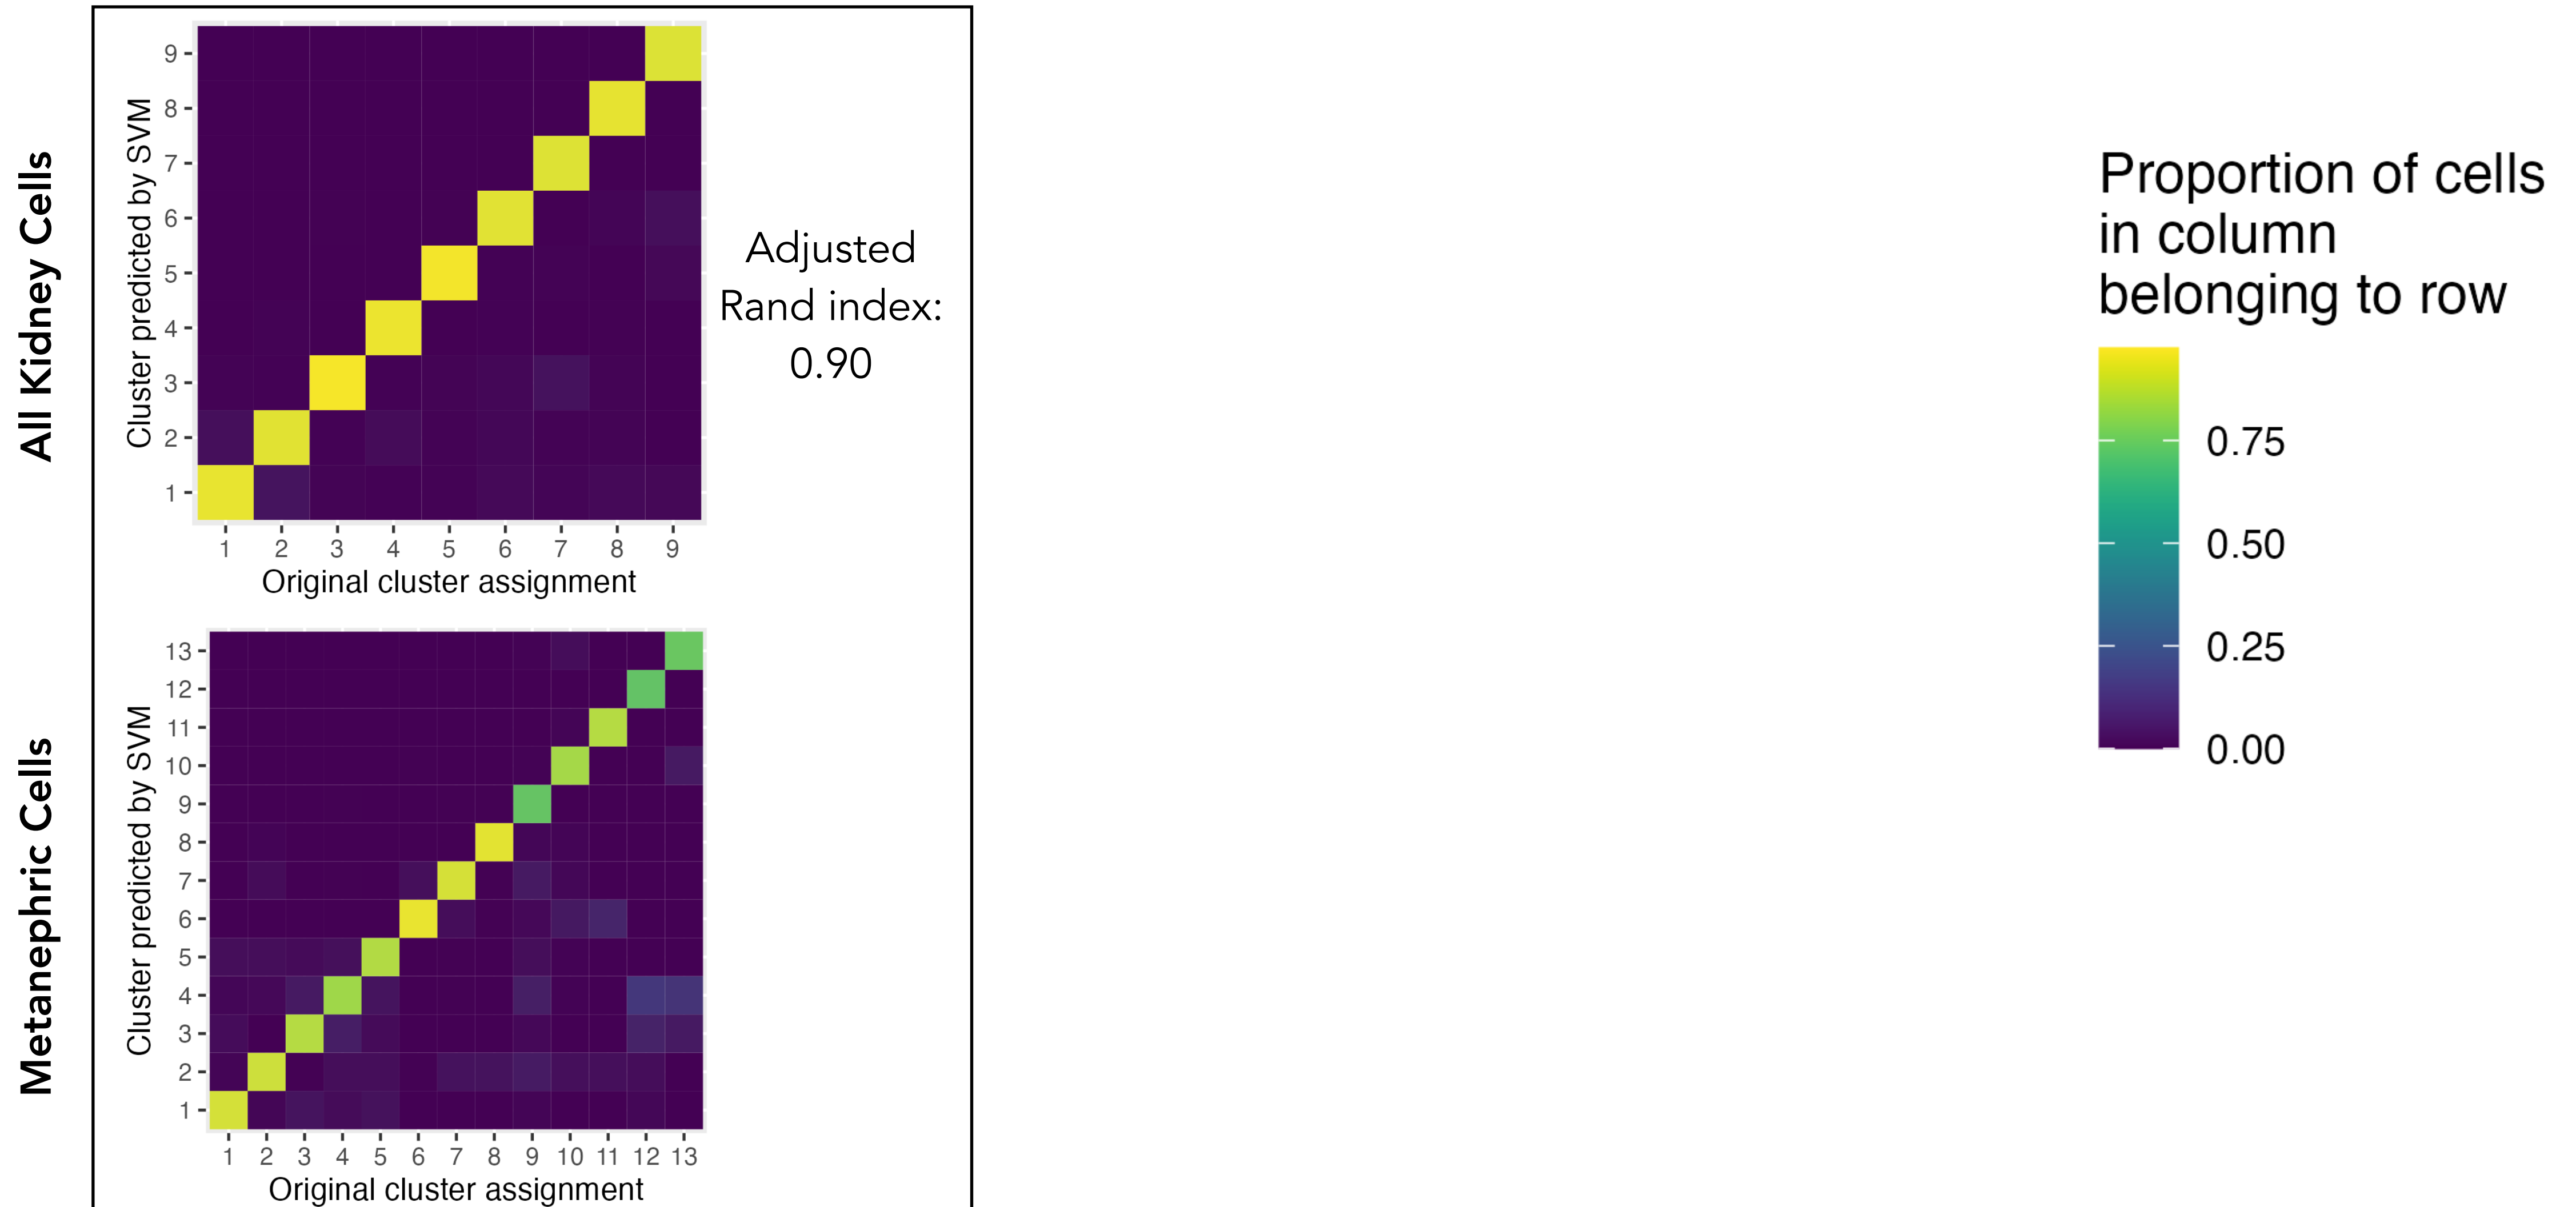 All Kidney Cells
Cluster predicted by SVM
9
8
7
6
5
4
3
2
1
1 2 3 4 5 6 7 8 9
Original cluster assignment
Adjusted
Rand index:
0.90
Proportion of cells
in column
belonging to row
0.75
0.50
0.25
0.00
Metanephric Cells
Cluster predicted by SVM
13
12
11
10
9
8
7
6
5
4
3
2
1
1 2 3 4 5 6 7 8 9 10 11 12 13
Original cluster assignment